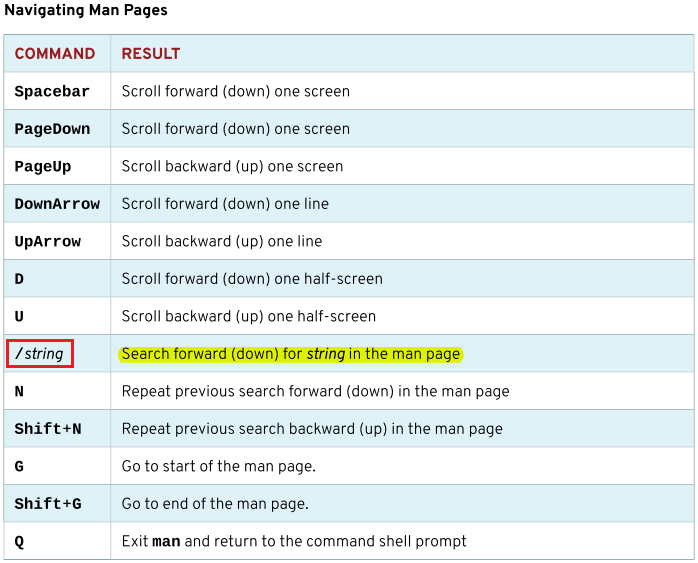 Navigating Man Pages
COMMAND RESULT
Spacebar Scroll forward (down) one screen
PageDown Scroll forward (down) one screen
PageUp Scroll backward (up) one screen
DownArrow Scroll forward (down) one line
UpArrow Scroll backward (up) one line
D Scroll forward (down) one half-screen
U Scroll backward (up) one half-screen
/string Search forward (down) for string in the man page
N Repeat previous search forward (down) in the man page
Shift+N Repeat previous search backward (up) in the man page
G Go to start of the man page.
Shift+G Go to end of the man page.
Q Exit man and return to the command shell prompt